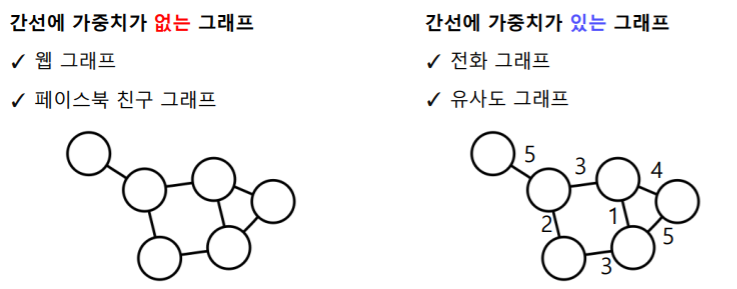 간선에 가중치가 없는 그래프
✓ 웹 그래프
✓ 페이스북 친구 그래프
간선에 가중치가 있는 그래프
✓ 전화 그래프
✓ 유사도 그래프
5
3
4
2
1
5
3